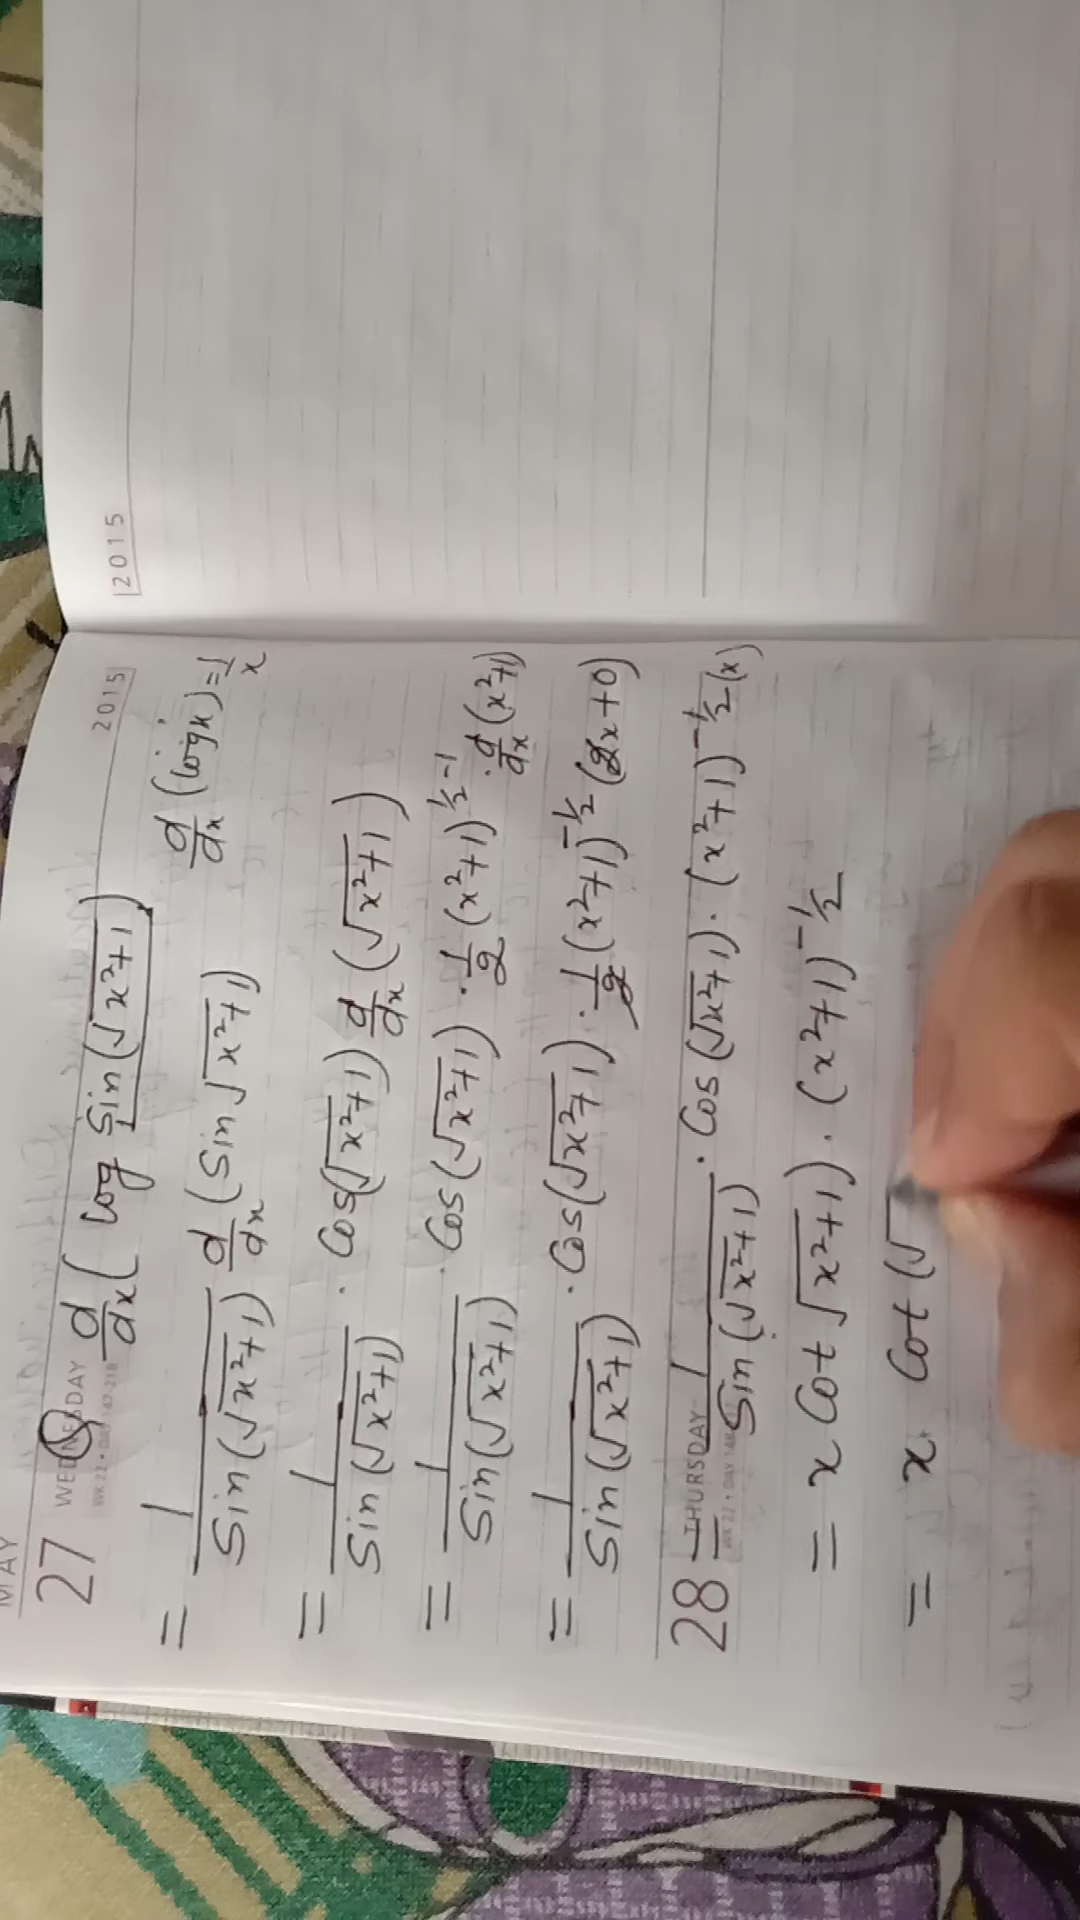 MAY
27 WEDNESDAY 2015
d/dx ( log sin(√x²+1) )
= 1/Sin(√x²+1) d/dx (Sin √x²+1) d/dx (log x) = 1/x
= 1/Sin(√x²+1) . Cos(√x²+1) d/dx (√x²+1)
= 1/Sin(√x²+1) . Cos(√x²+1) . 1/2 (x²+1)^1/2-1 . d/dx (x²+1)
= 1/Sin(√x²+1) . Cos(√x²+1) . 1/2 (x²+1)^-1/2 (2x+0)
28 THURSDAY
= 1/Sin(√x²+1) . Cos(√x²+1) . (x²+1)^-1/2 (x)
= x Cot √x²+1) . (x²+1)^-1/2
= x. Cot (√
2015